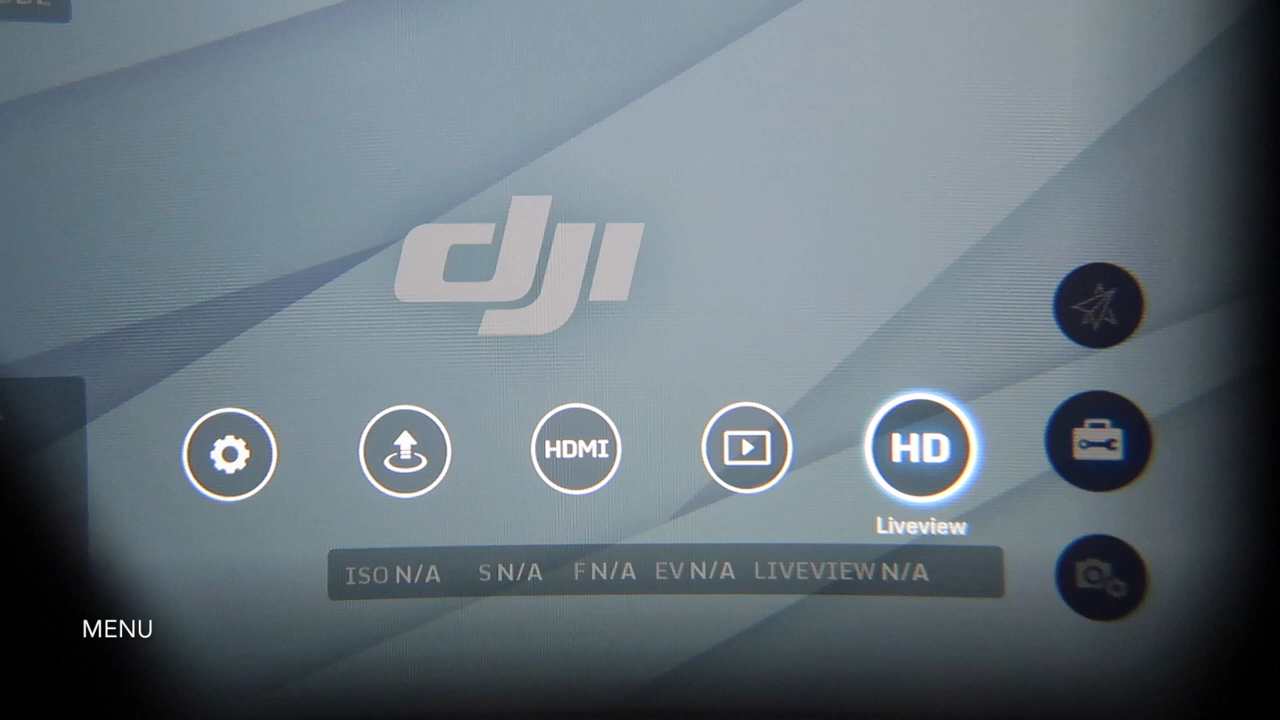 dji
HDMI
HD
Liveview
ISO N/A S N/A F N/A EV N/A LIVEVIEW N/A
MENU